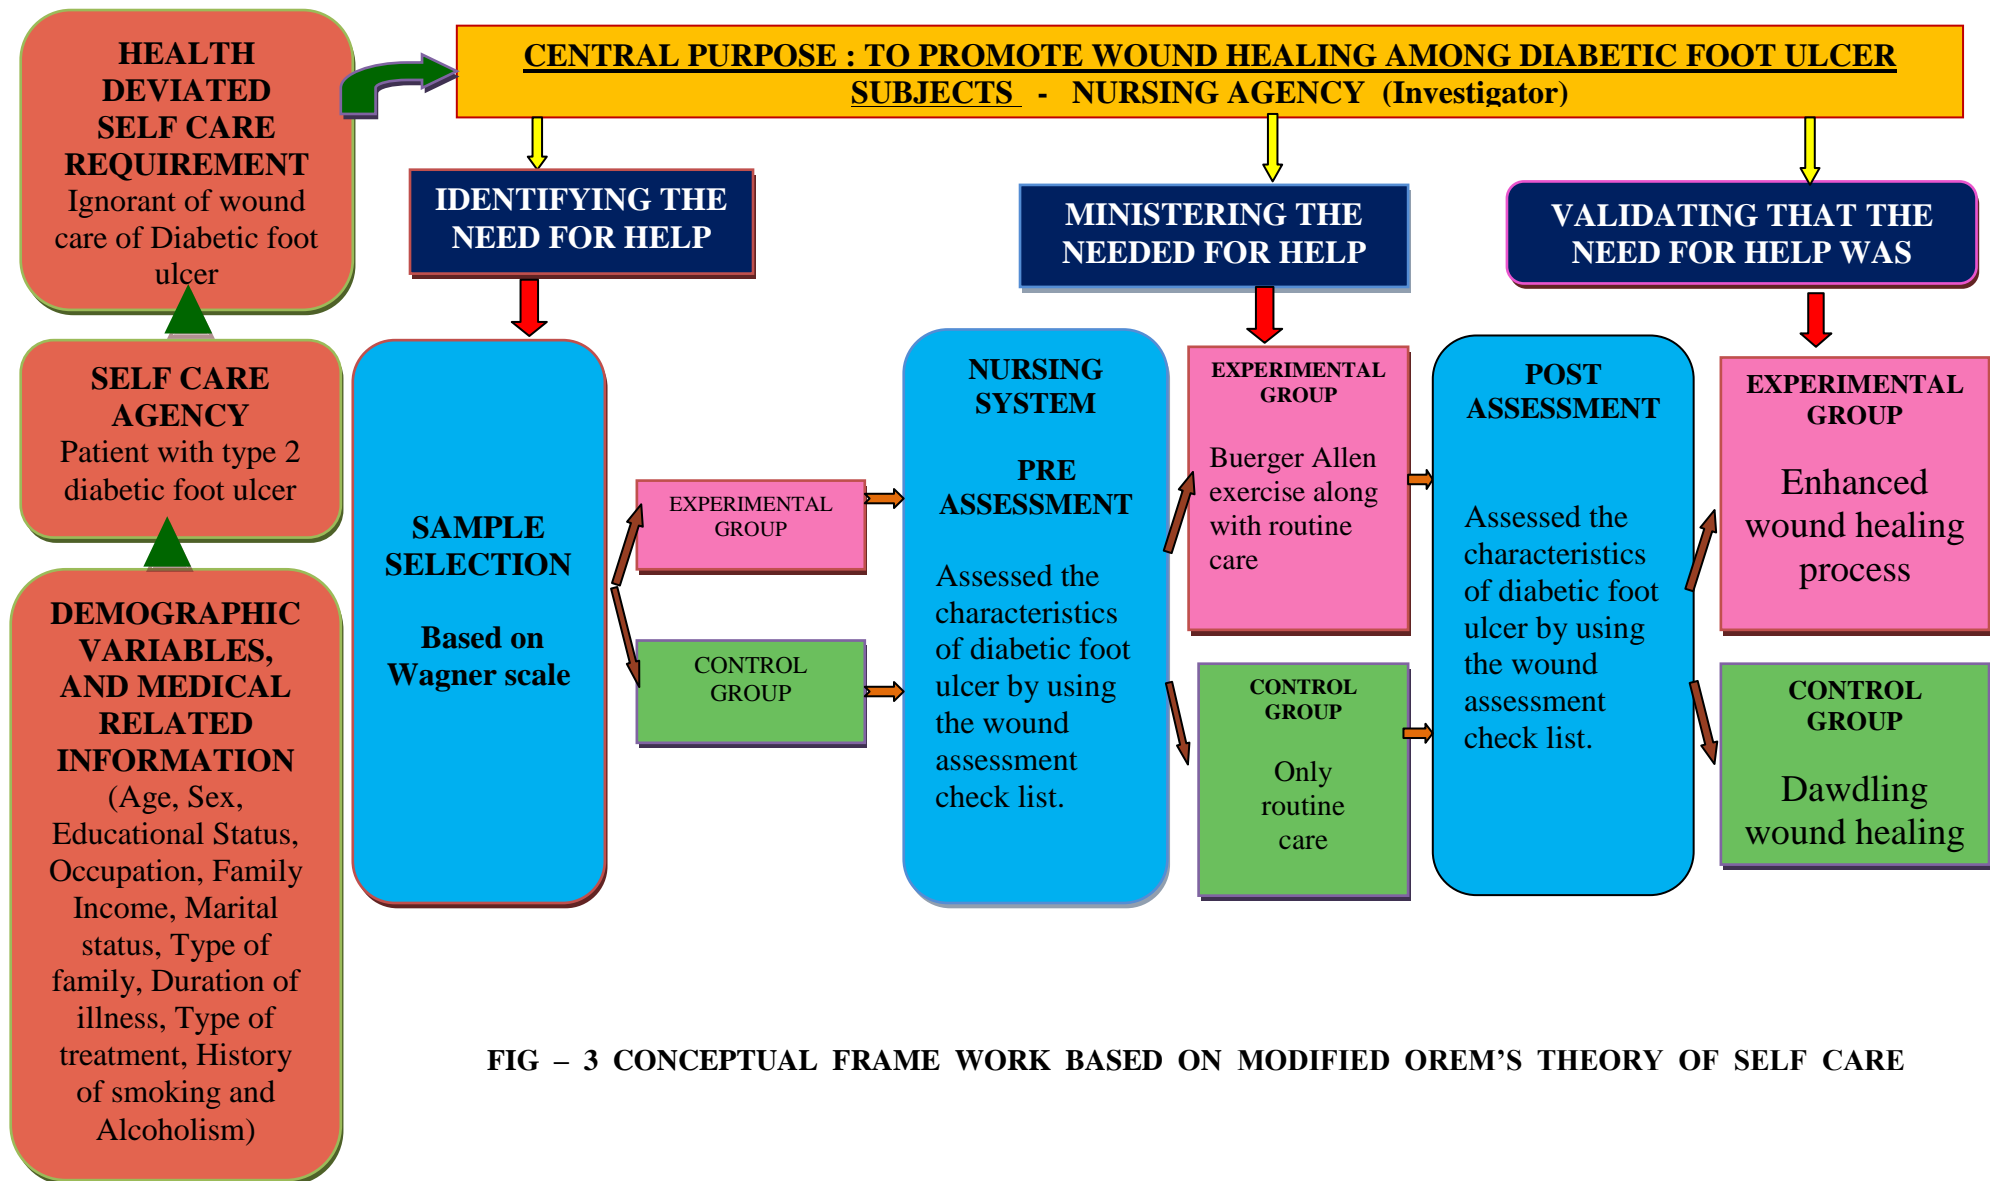 HEALTH
DEVIATED
SELF CARE
REQUIREMENT
Ignorant of wound
care of Diabetic foot
ulcer
SELF CARE
AGENCY
Patient with type 2
diabetic foot ulcer
DEMOGRAPHIC
VARIABLES,
AND MEDICAL
RELATED
INFORMATION
(Age, Sex,
Educational Status,
Occupation, Family
Income, Marital
status, Type of
family, Duration of
illness, Type of
treatment, History
of smoking and
Alcoholism)
CENTRAL PURPOSE : TO PROMOTE WOUND HEALING AMONG DIABETIC FOOT ULCER
SUBJECTS - NURSING AGENCY (Investigator)
IDENTIFYING THE
NEED FOR HELP
MINISTERING THE
NEEDED FOR HELP
VALIDATING THAT THE
NEED FOR HELP WAS
SAMPLE
SELECTION
Based on
Wagner scale
EXPERIMENTAL
GROUP
CONTROL
GROUP
NURSING
SYSTEM
PRE
ASSESSMENT
Assessed the
characteristics
of diabetic foot
ulcer by using
the wound
assessment
check list.
EXPERIMENTAL
GROUP
Buerger Allen
exercise along
with routine
care
CONTROL
GROUP
Only
routine
care
POST
ASSESSMENT
Assessed the
characteristics
of diabetic foot
ulcer by using
the wound
assessment
check list.
EXPERIMENTAL
GROUP
Enhanced
wound healing
process
CONTROL
GROUP
Dawdling
wound healing
FIG – 3 CONCEPTUAL FRAME WORK BASED ON MODIFIED OREM’S THEORY OF SELF CARE